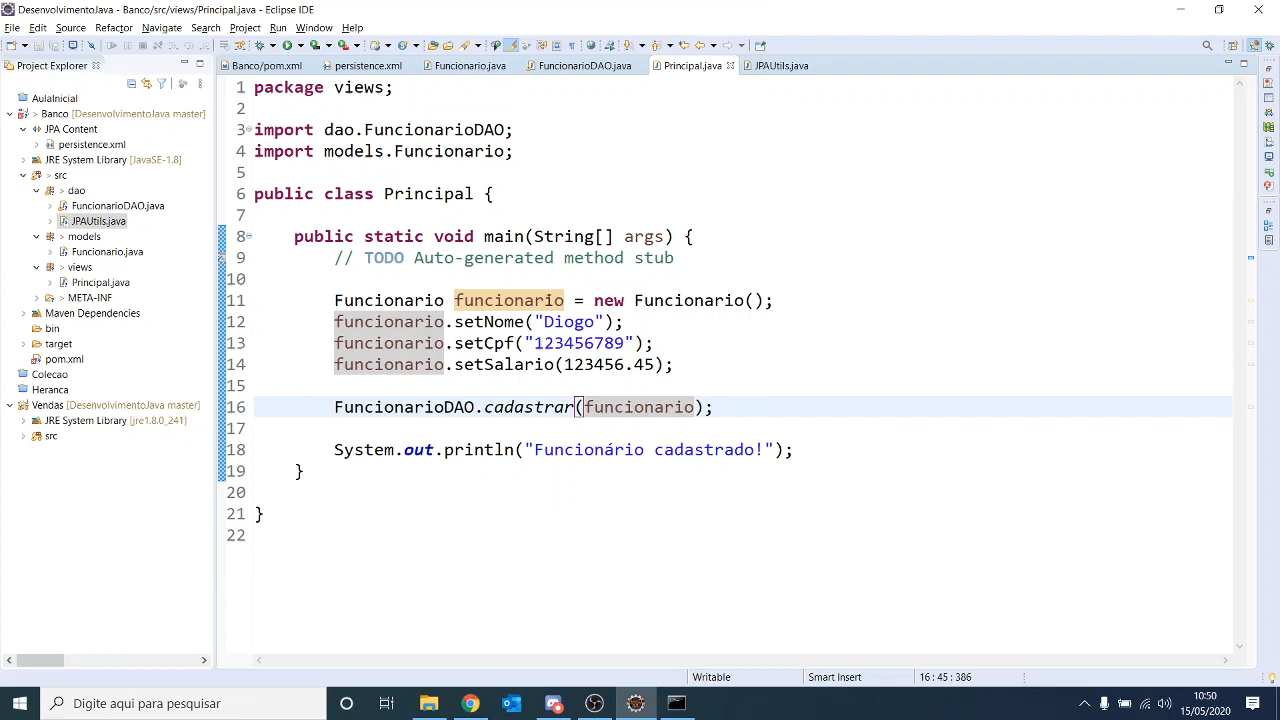 DesenvolvimentoJava - Banco/src/views/Principal.java - Eclipse IDE
File Edit Source Refactor Navigate Search Project Run Window Help
Project Explorer
Banco/pom.xml persistence.xml Funcionario.java FuncionarioDAO.java Principal.java JPAUtils.java
AulaInicial
> Banco [DesenvolvimentoJava master]
JPA Content
persistence.xml
JRE System Library [JavaSE-1.8]
> src
> dao
FuncionarioDAO.java
JPAUtils.java
> models
Funcionario.java
> views
Principal.java
> META-INF
Maven Dependencies
bin
> target
pom.xml
Colecao
Heranca
> Vendas [DesenvolvimentoJava master]
JRE System Library [jre1.8.0_241]
> src
1 package views;
2
3 import dao.FuncionarioDAO;
4 import models.Funcionario;
5
6 public class Principal {
7
8 public static void main(String[] args) {
9 // TODO Auto-generated method stub
10
11 Funcionario funcionario = new Funcionario();
12 funcionario.setNome("Diogo");
13 funcionario.setCpf("123456789");
14 funcionario.setSalario(123456.45);
15
16 FuncionarioDAO.cadastrar(funcionario);
17
18 System.out.println("Funcionário cadastrado!");
19 }
20
21 }
22
Writable Smart Insert 16 : 45 : 386
Digite aqui para pesquisar
10:50
15/05/2020